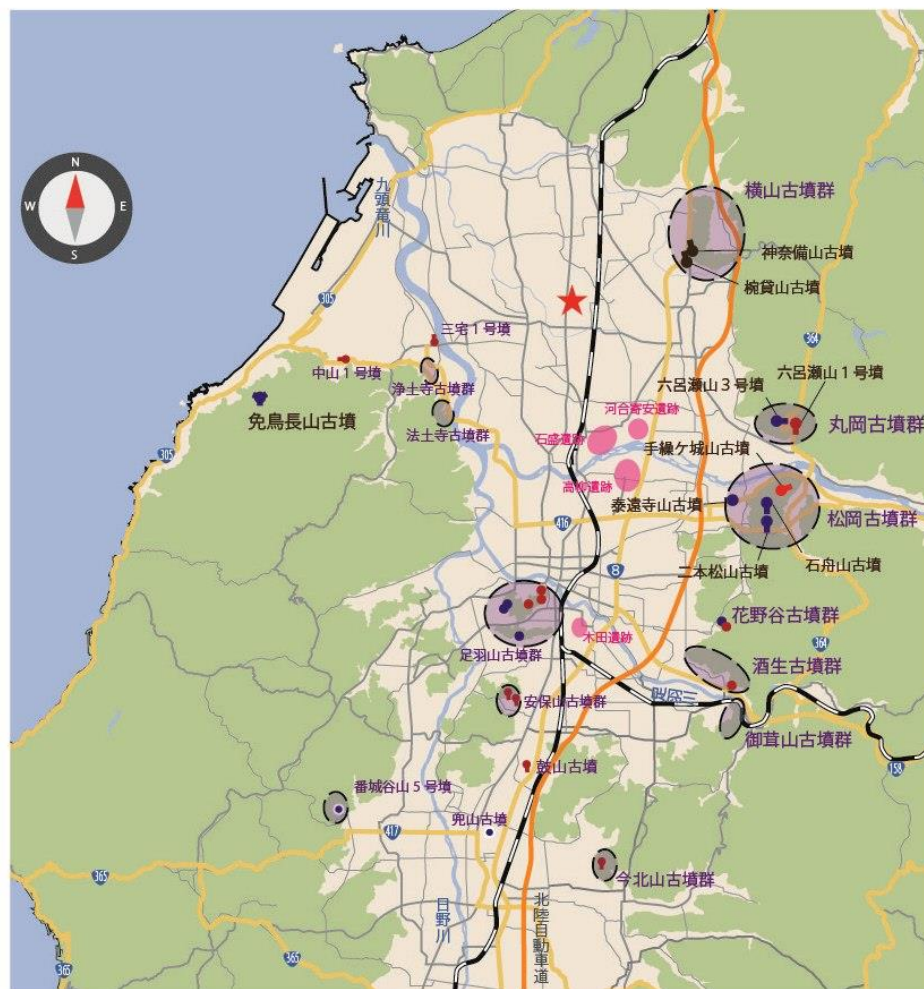 N
W
E
S
九頭竜川
横山古墳群
神奈備山古墳
椀貸山古墳
305
三宅1号墳
364
中山1号墳
浄土寺古墳群
六呂瀬山3号墳
六呂瀬山1号墳
免鳥長山古墳
法土寺古墳群
河合寄安遺跡
石盛遺跡
丸岡古墳群
手繰ケ城山古墳
305
高柳遺跡
泰遠寺山古墳
松岡古墳群
416
8
二本松山古墳
石舟山古墳
花野谷古墳群
木田遺跡
364
足羽山古墳群
酒生古墳群
足羽川
安保山古墳群
御茸山古墳群
鼓山古墳
158
番城谷山5号墳
兜山古墳
417
365
今北山古墳群
日野川
北陸自動車道
365
365